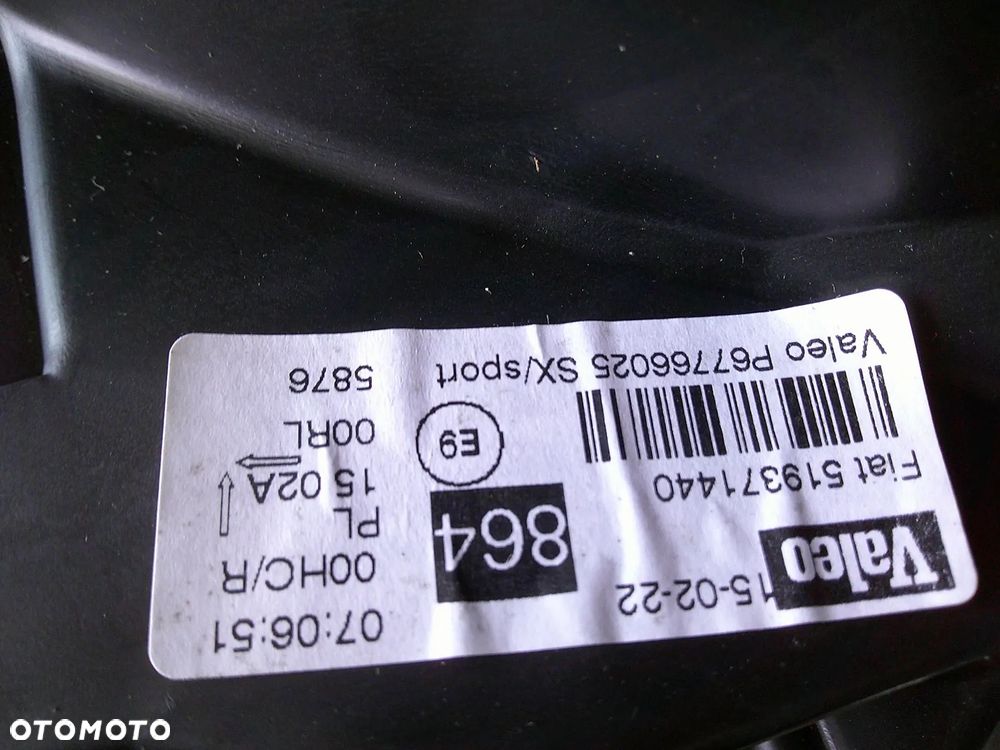 Valeo
15-02-22
07:06:51
Fiat 519371440
864
00HC/R
PL
E9
15 02A
00RL
Valeo P67766025 SX/sport
5876
OTOMOTO